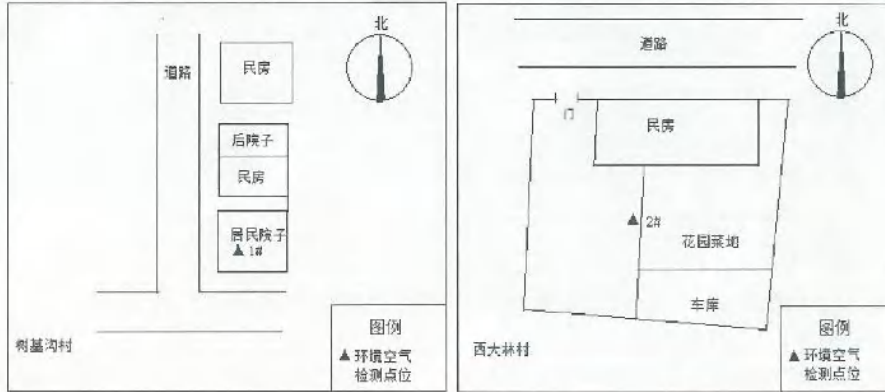 北
道路
民房
后院子
民房
居民院子
▲ 1#
树基沟村
图例
▲ 环境空气
检测点位
北
道路
门
民房
▲ 2#
花园菜地
车库
西大林村
图例
▲ 环境空气
检测点位